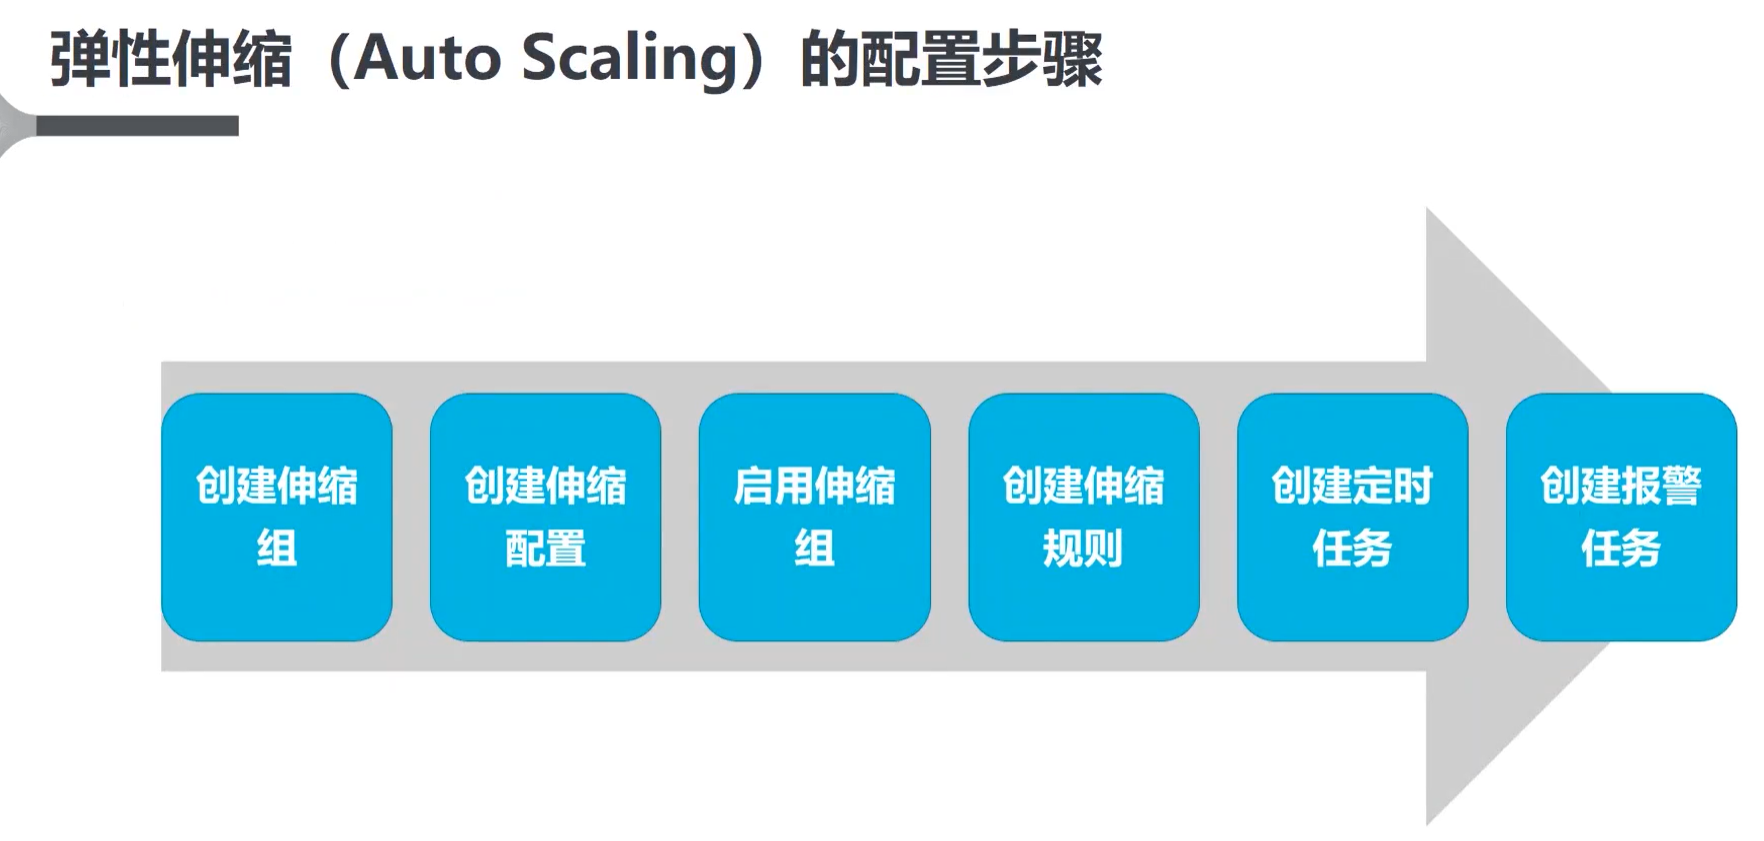 弹性伸缩（Auto Scaling）的配置步骤
创建伸缩
组
创建伸缩
配置
启用伸缩
组
创建伸缩
规则
创建定时
任务
创建报警
任务